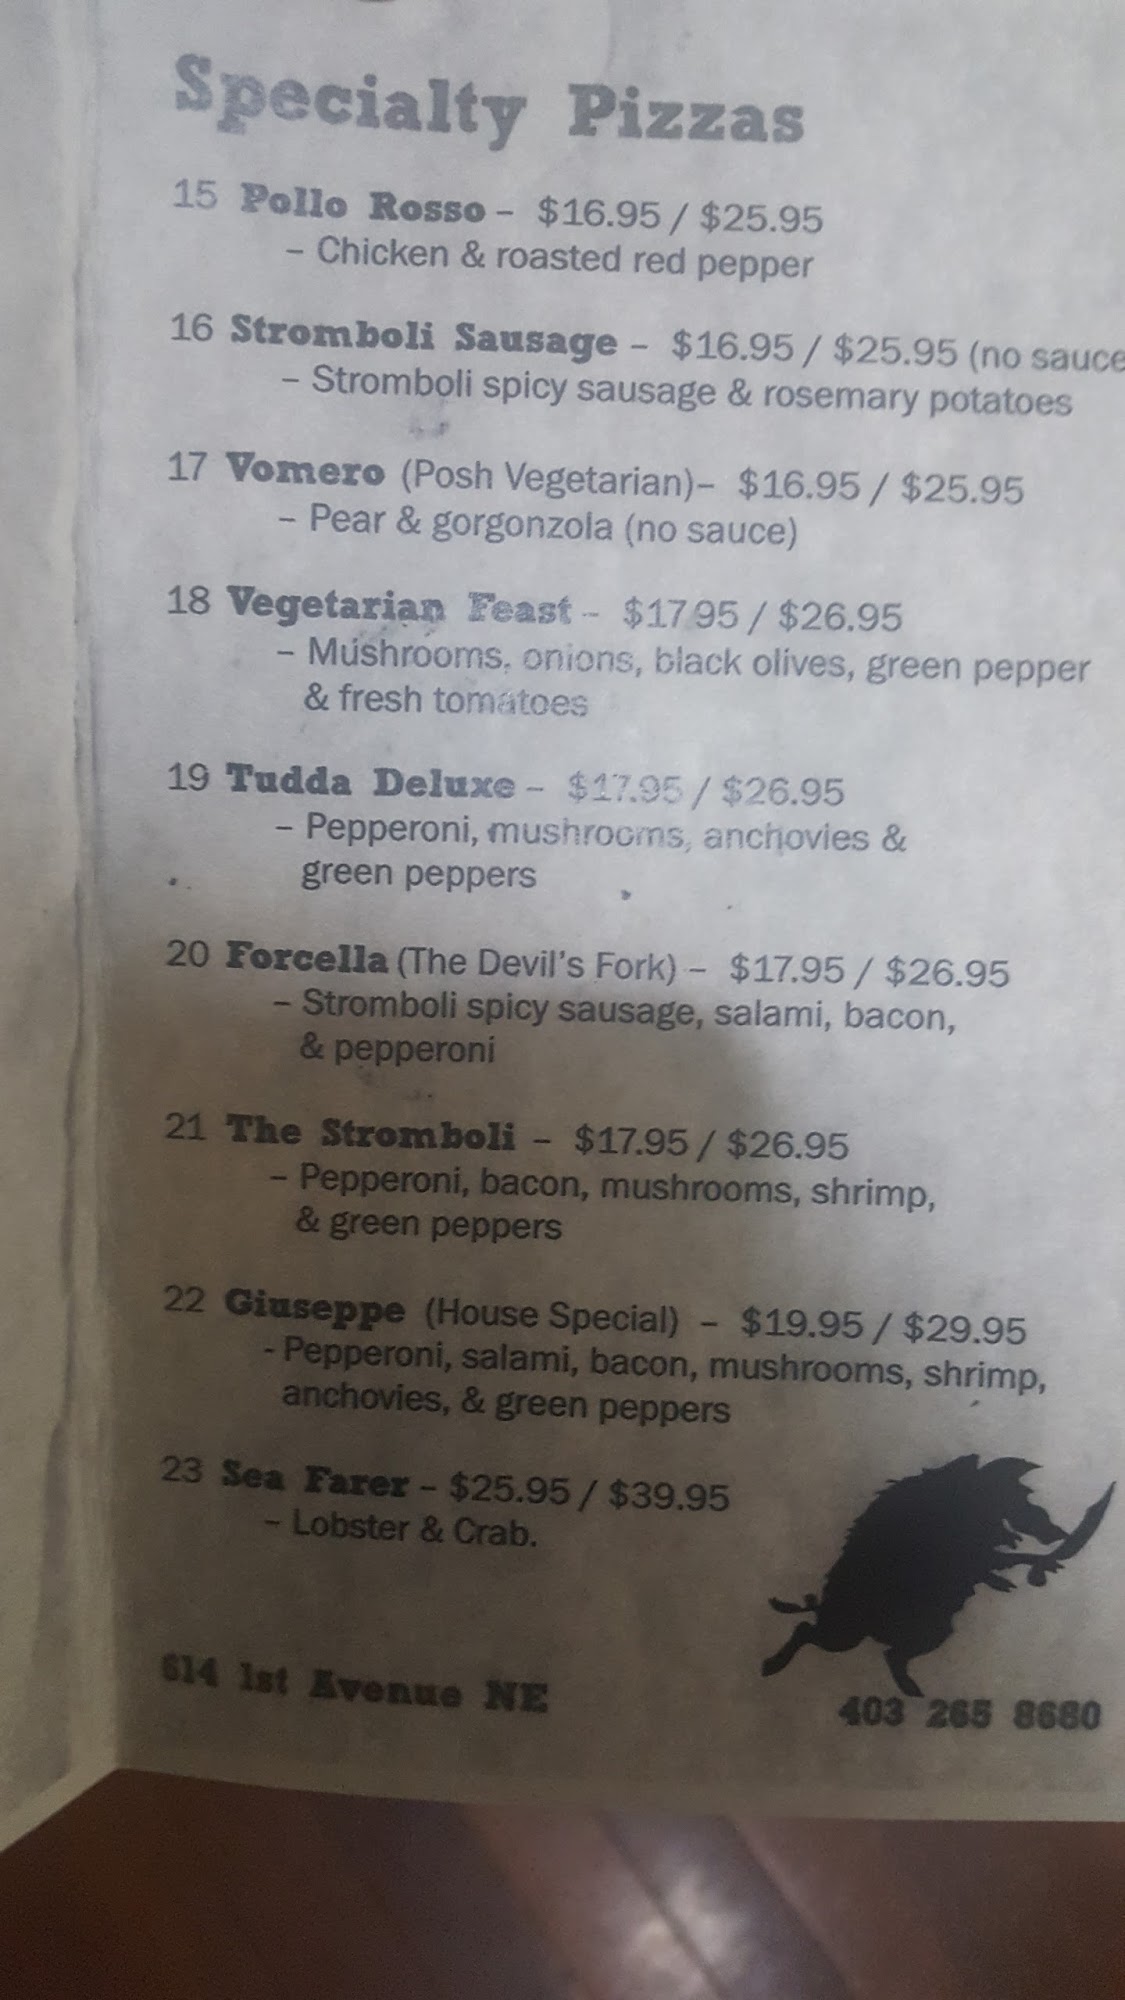 Specialty Pizzas
15 Pollo Rosso - $16.95 / $25.95
– Chicken & roasted red pepper
16 Stromboli Sausage - $16.95 / $25.95 (no sauce
– Stromboli spicy sausage & rosemary potatoes
17 Vomero (Posh Vegetarian)– $16.95 / $25.95
– Pear & gorgonzola (no sauce)
18 Vegetarian Feast - $17.95 / $26.95
– Mushrooms, onions, black olives, green pepper
& fresh tomatoes
19 Tudda Deluxe - $17.95 / $26.95
– Pepperoni, mushrooms, anchovies &
green peppers
20 Forcella (The Devil's Fork) – $17.95 / $26.95
– Stromboli spicy sausage, salami, bacon,
& pepperoni
21 The Stromboli - $17.95 / $26.95
– Pepperoni, bacon, mushrooms, shrimp,
& green peppers
22 Giuseppe (House Special) – $19.95 / $29.95
- Pepperoni, salami, bacon, mushrooms, shrimp,
anchovies, & green peppers
23 Sea Farer - $25.95 / $39.95
– Lobster & Crab.
614 1st Avenue NE
403 265 8680